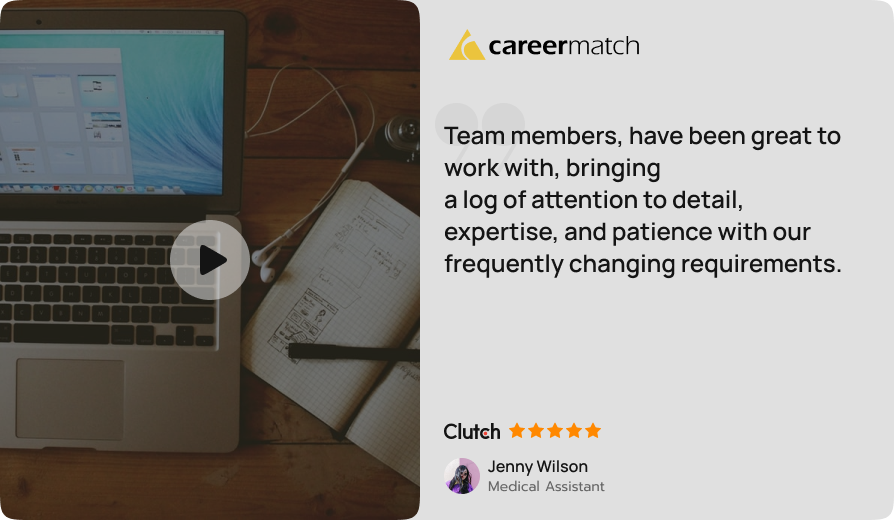 careermatch
Team members, have been great to
work with, bringing
a log of attention to detail,
expertise, and patience with our
frequently changing requirements.
Clutch
Jenny Wilson
Medical Assistant